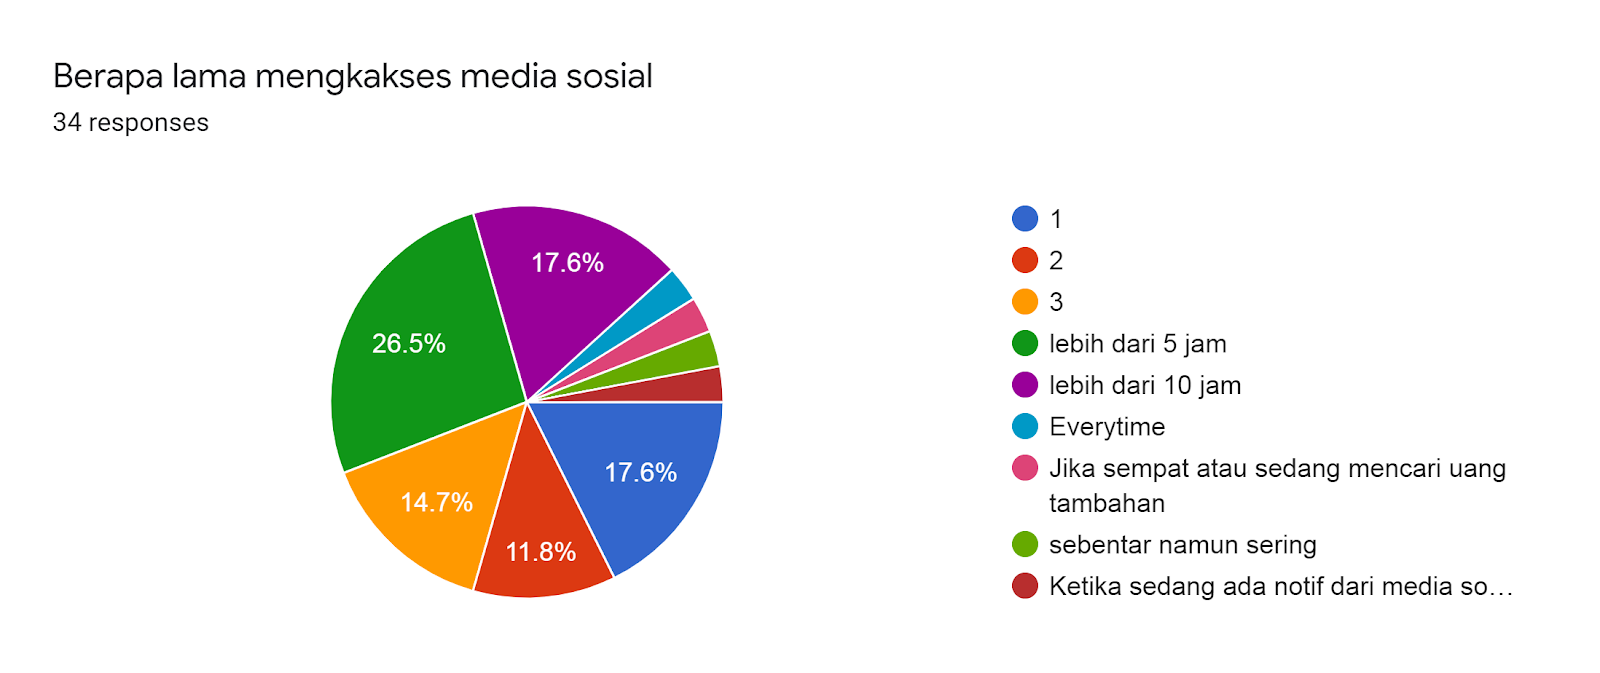 Berapa lama mengkakses media sosial
34 responses
17.6%
26.5%
17.6%
14.7%
11.8%
1
2
3
lebih dari 5 jam
lebih dari 10 jam
Everytime
Jika sempat atau sedang mencari uang
tambahan
sebentar namun sering
Ketika sedang ada notif dari media so…